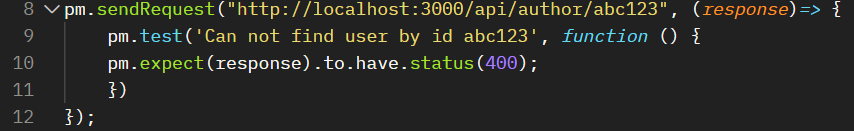 8 pm.sendRequest("http://localhost:3000/api/author/abc123", (response)=> {
9 pm.test('Can not find user by id abc123', function () {
10 pm.expect(response).to.have.status(400);
11 })
12 });